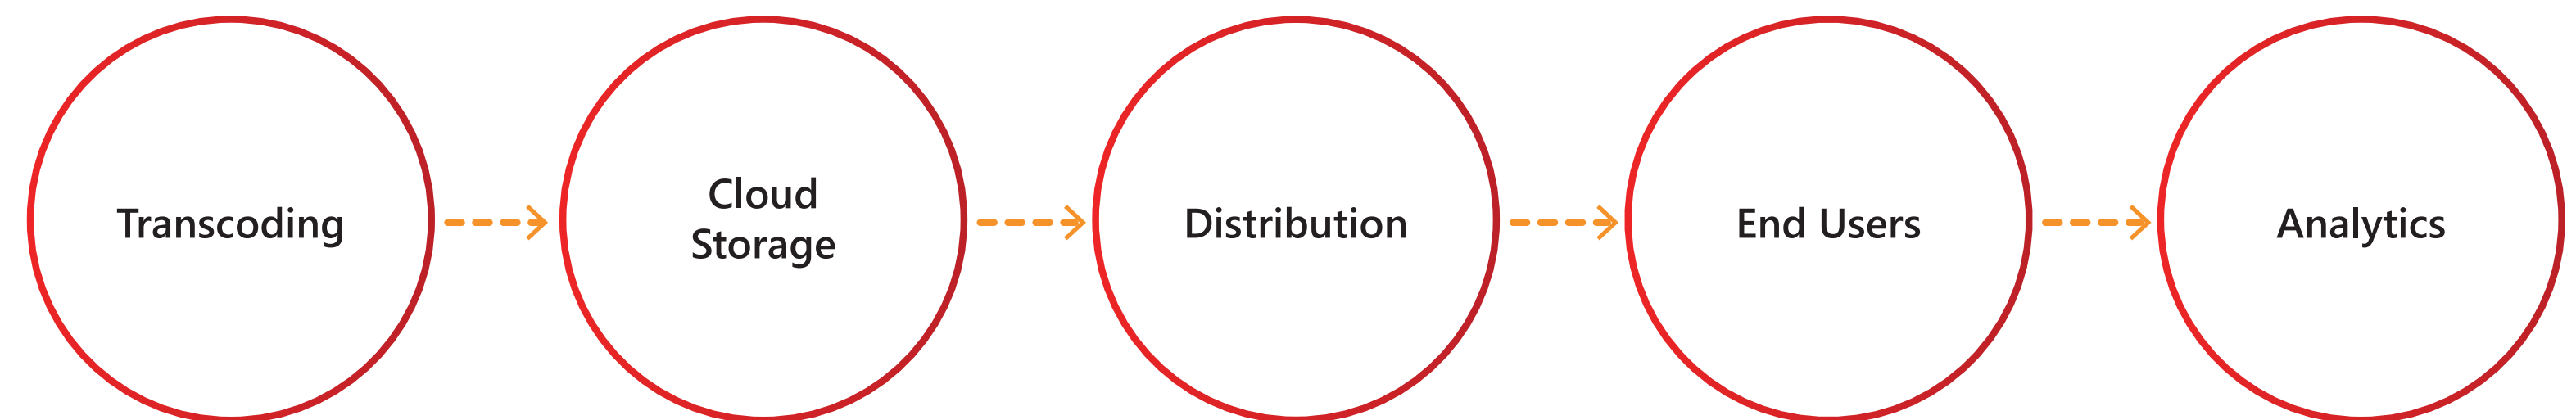 Transcoding
Cloud
Storage
Distribution
End Users
Analytics